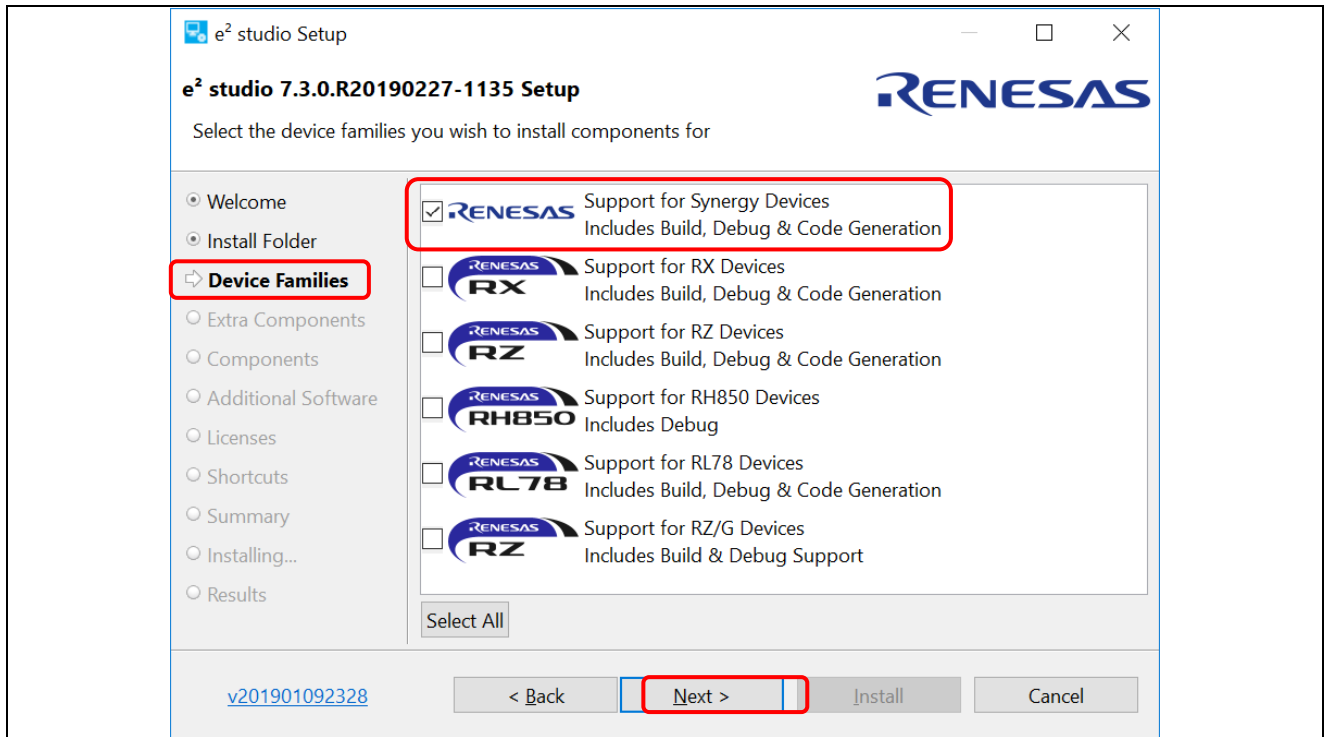 e² studio Setup
e² studio 7.3.0.R20190227-1135 Setup
RENESAS
Select the device families you wish to install components for
Welcome
Install Folder
Device Families
Extra Components
Components
Additional Software
Licenses
Shortcuts
Summary
Installing...
Results
RENESAS
Support for Synergy Devices
Includes Build, Debug & Code Generation
RENESAS
RX
Support for RX Devices
Includes Build, Debug & Code Generation
RENESAS
RZ
Support for RZ Devices
Includes Build, Debug & Code Generation
RENESAS
RH850
Support for RH850 Devices
Includes Debug
RENESAS
RL78
Support for RL78 Devices
Includes Build, Debug & Code Generation
RENESAS
RZ
Support for RZ/G Devices
Includes Build & Debug Support
Select All
v201901092328
< Back
Next >
Install
Cancel